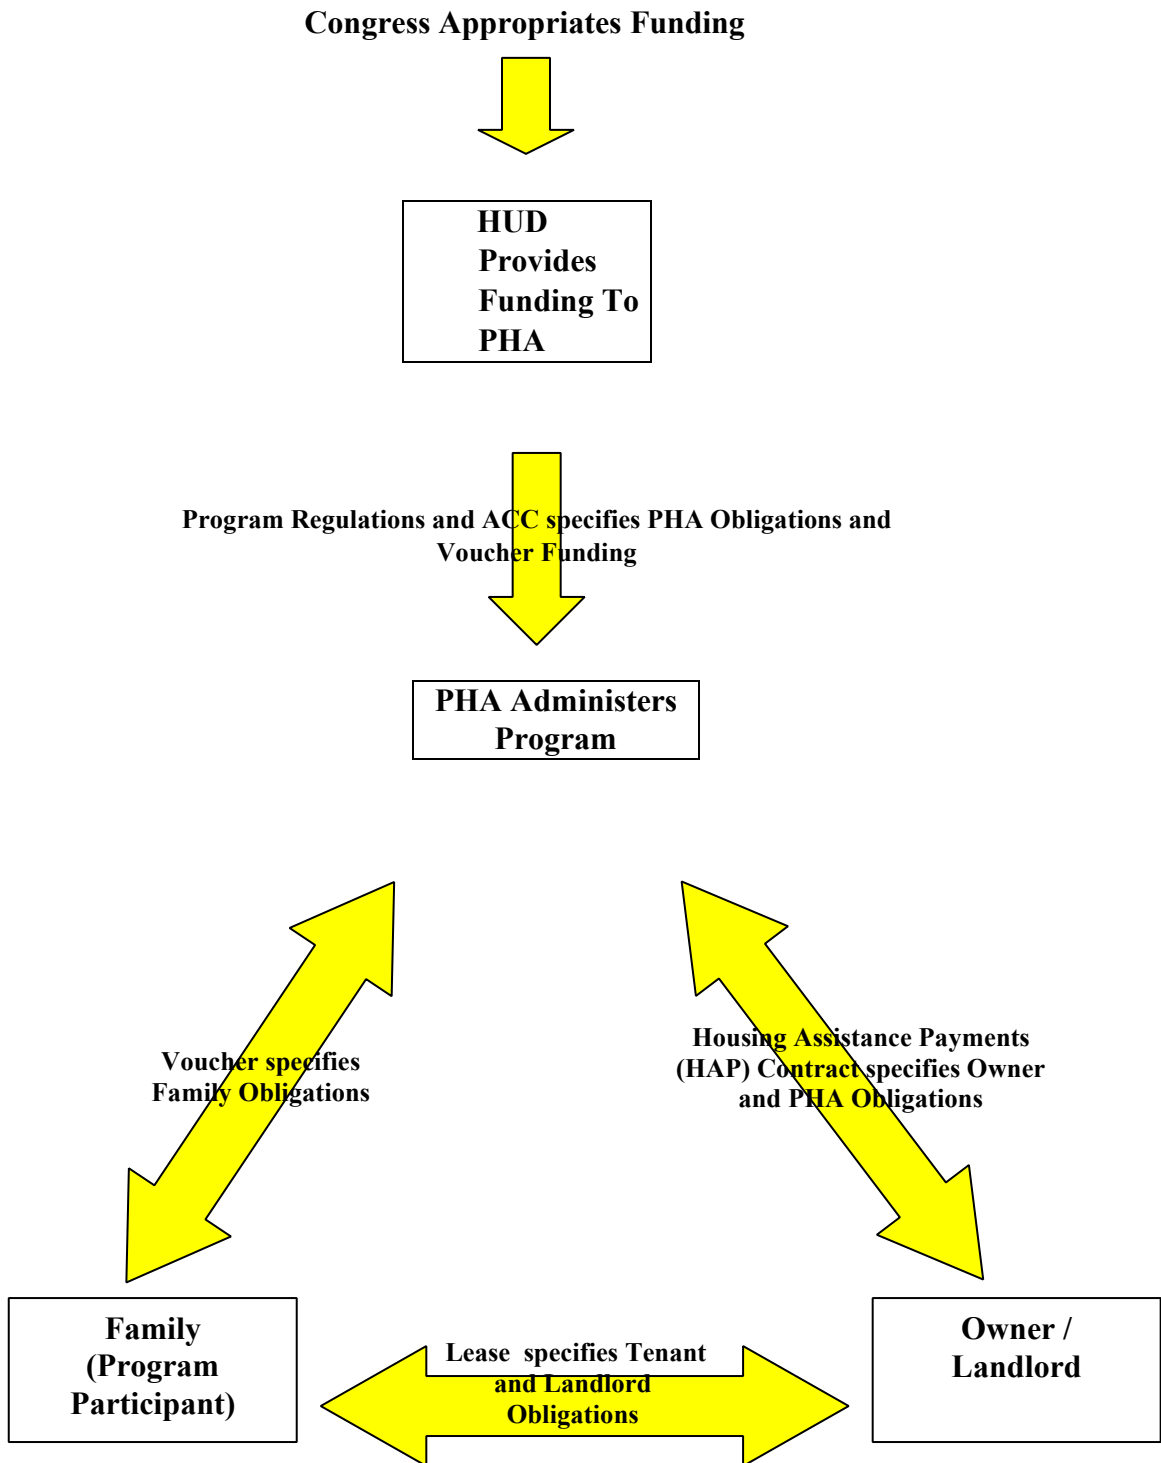 Congress Appropriates Funding
HUD
Provides
Funding To
PHA
Program Regulations and ACC specifies PHA Obligations and
Voucher Funding
PHA Administers
Program
Voucher specifies
Family Obligations
Housing Assistance Payments
(HAP) Contract specifies Owner
and PHA Obligations
Family
(Program
Participant)
Lease specifies Tenant
and Landlord
Obligations
Owner /
Landlord